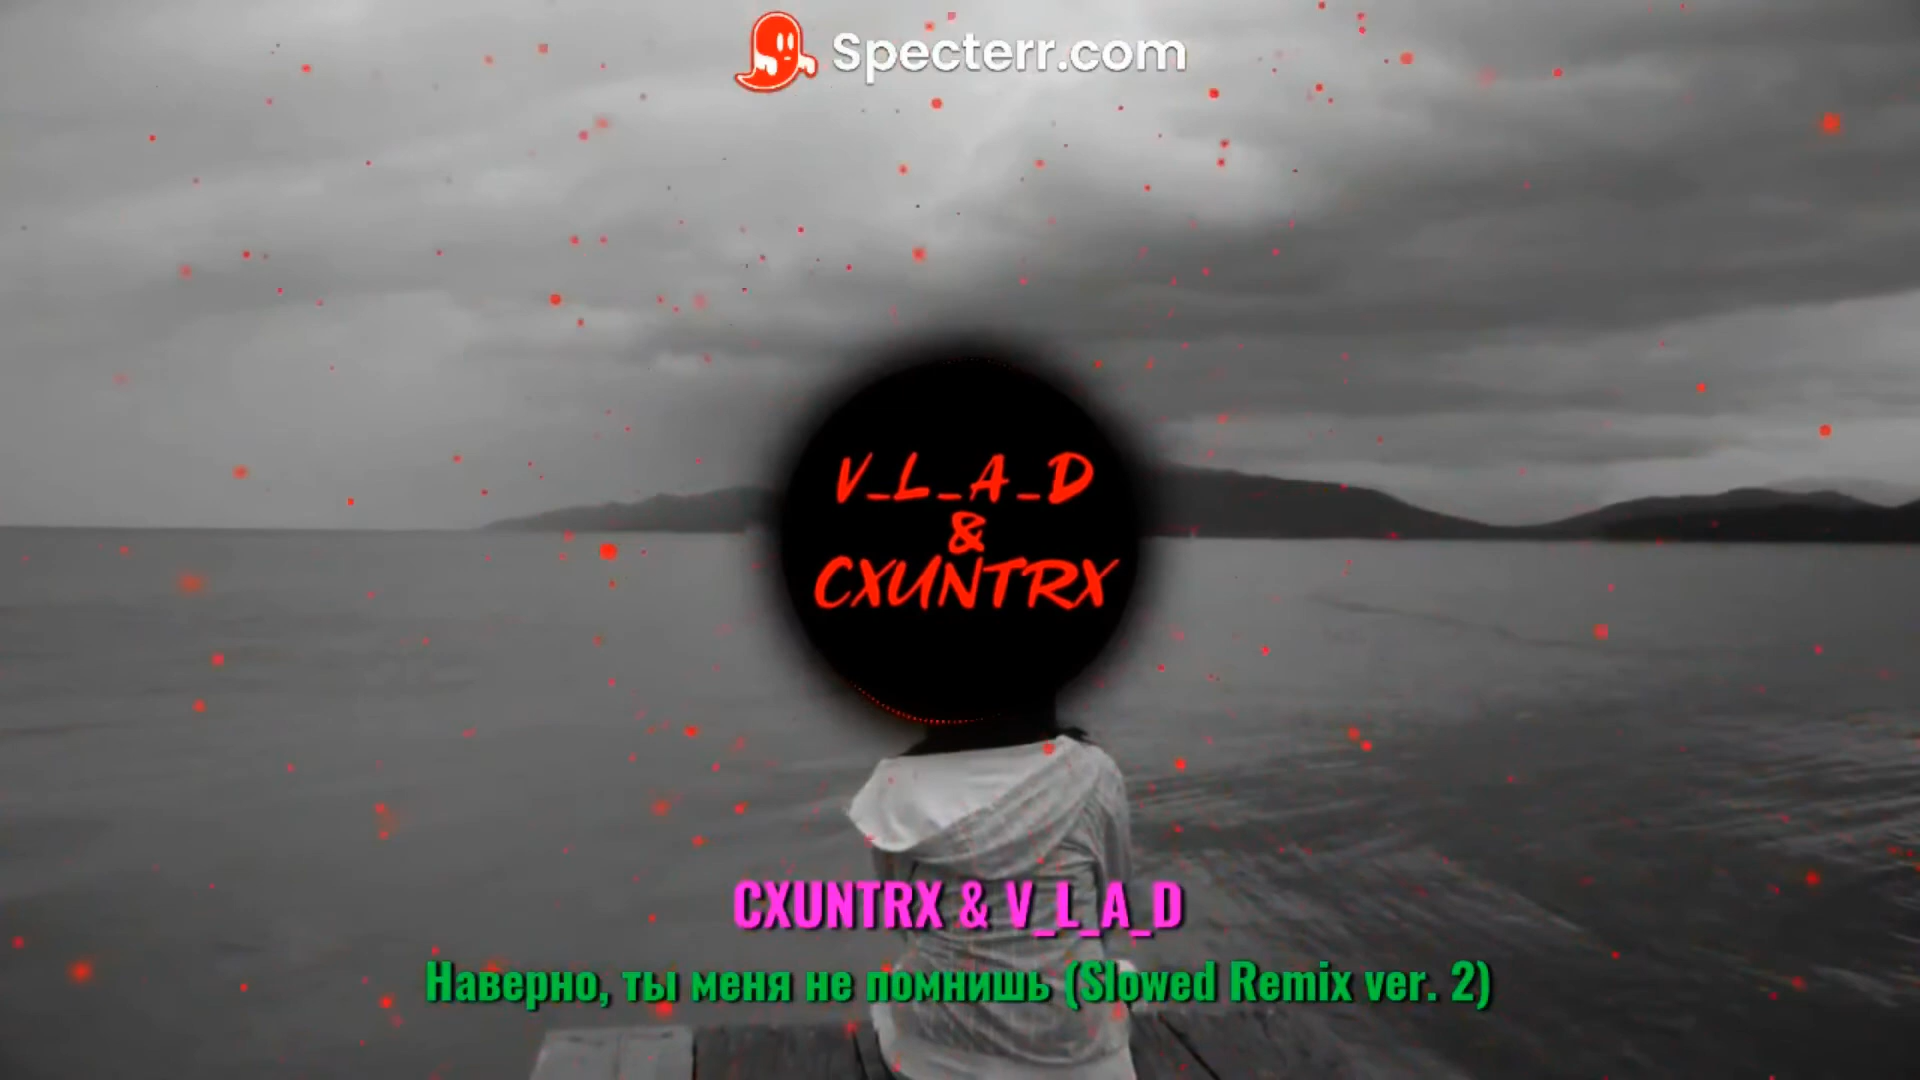 Specterr.com
V_L_A_D
&
CXUNTRX
CXUNTRX & V_L_A_D
Наверно, ты меня не помнишь (Slowed Remix ver. 2)